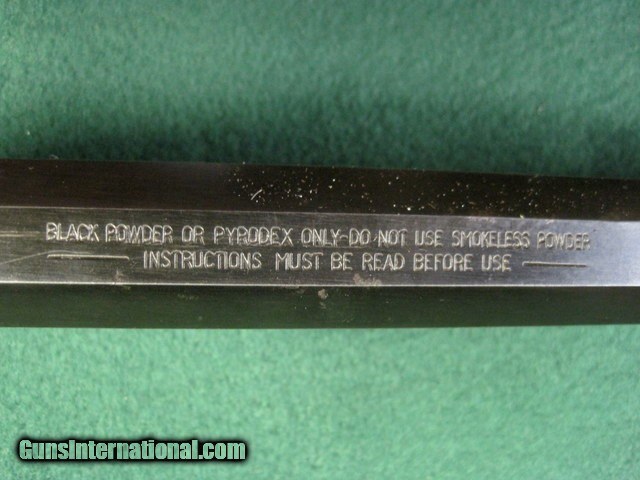 BLACK POWDER OR PYRODEX ONLY-DO NOT USE SMOKELESS POWDER
INSTRUCTIONS MUST BE READ BEFORE USE
GunsInternational.com